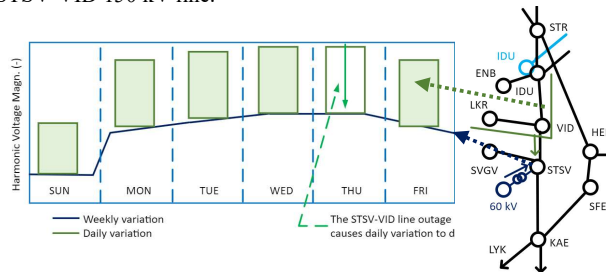 STSV-VID 150 kV line.
Harmonic Voltage Magn. (-)
SUN MON TUE WED THU FRI
Weekly variation
Daily variation
The STSV-VID line outage
causes daily variation to d
STR
IDU
ENB
IDU
LKR
VID
SVGV
STSV
60 kV
KAE
LYK